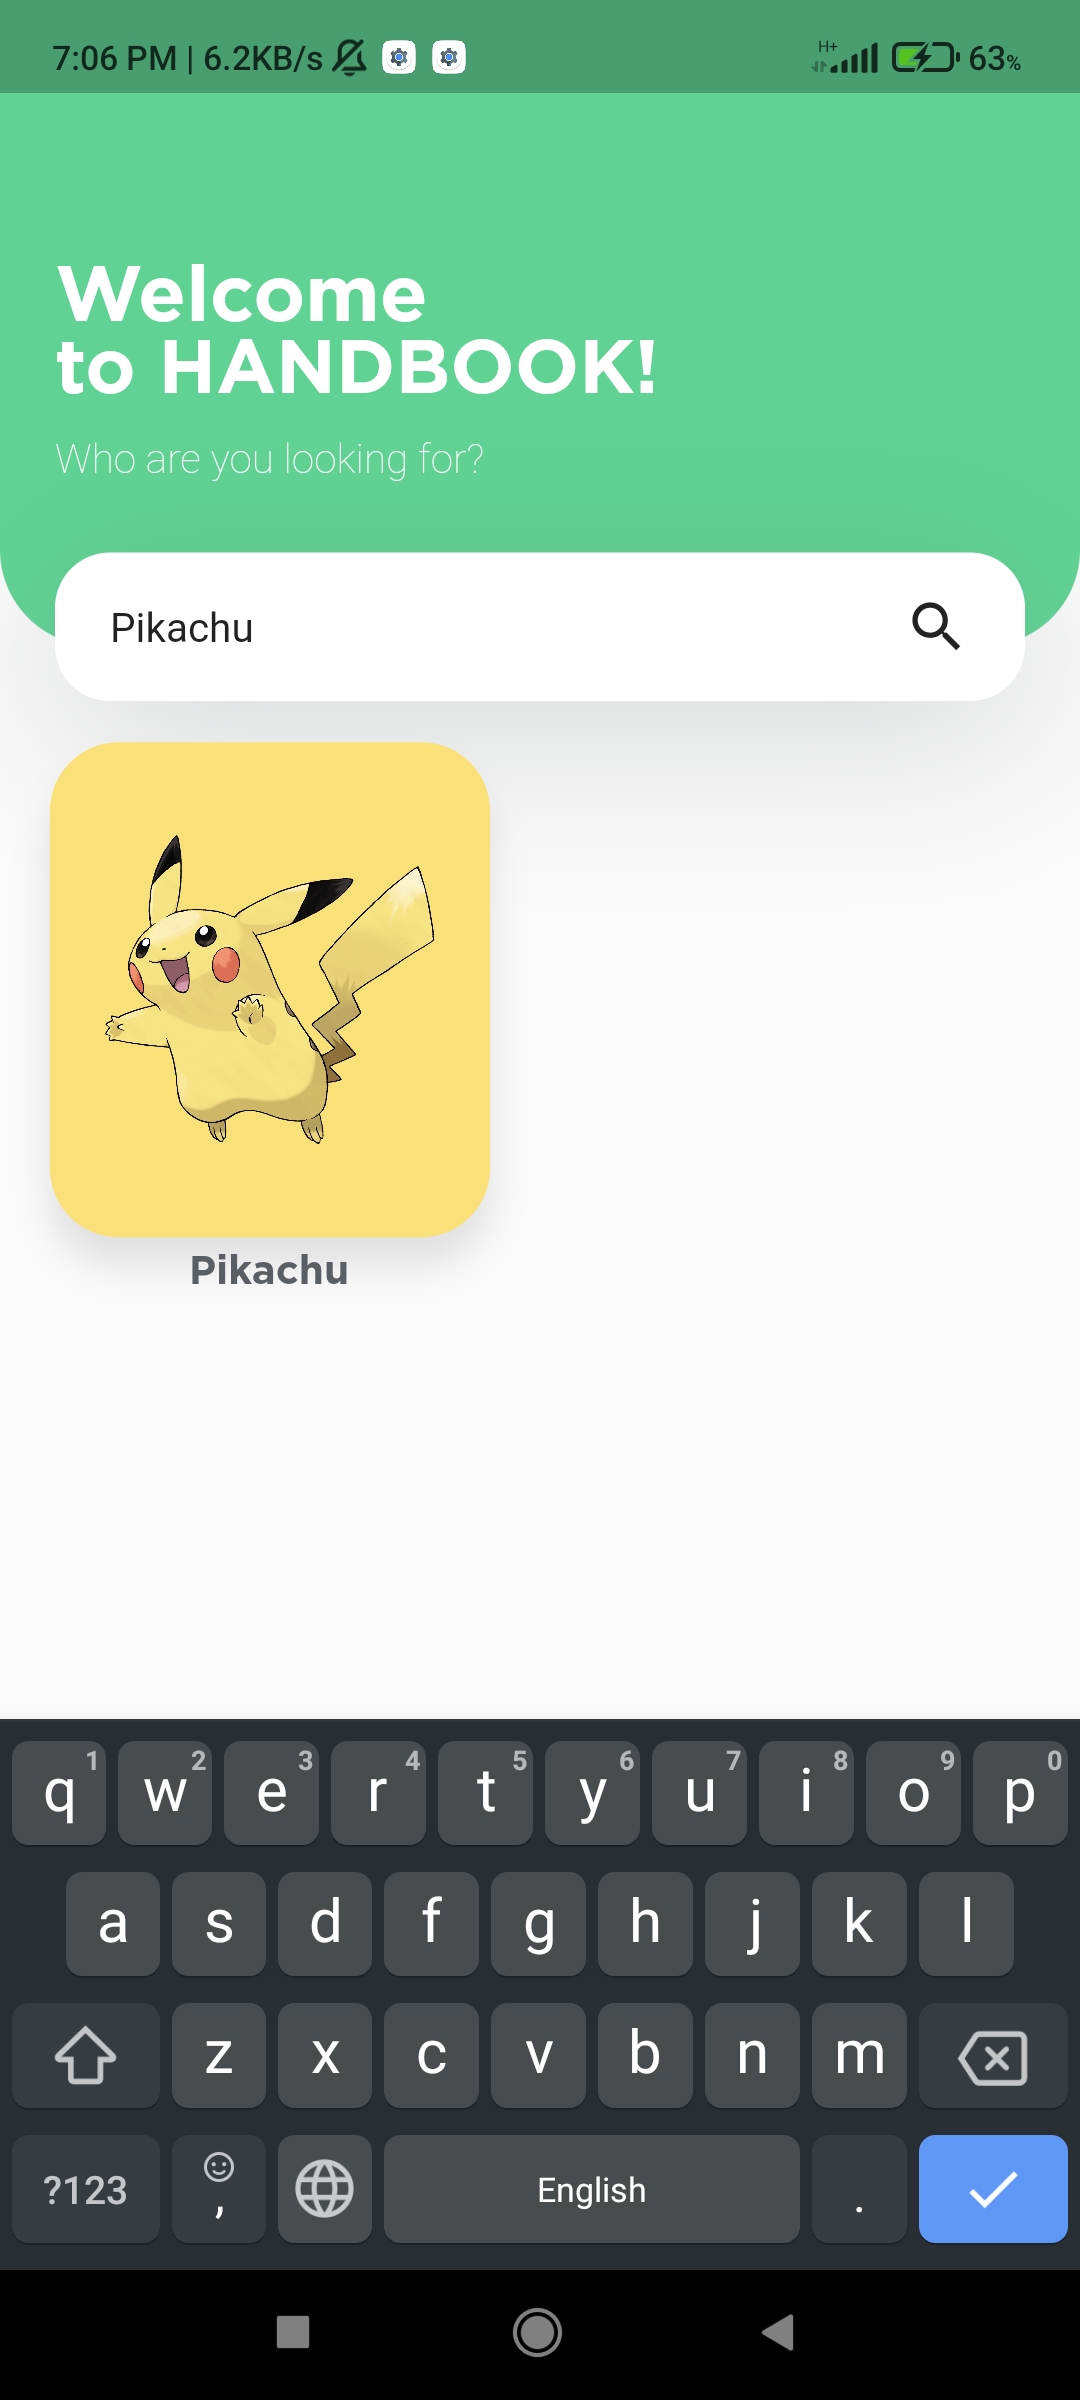 7:06 PM | 6.2KB/s H+ 63%
Welcome
to HANDBOOK!
Who are you looking for?
Pikachu
Pikachu
q 1 w 2 e 3 r 4 t 5 y 6 u 7 i 8 o 9 p 0
a s d f g h j k l
z x c v b n m
?123 , English .